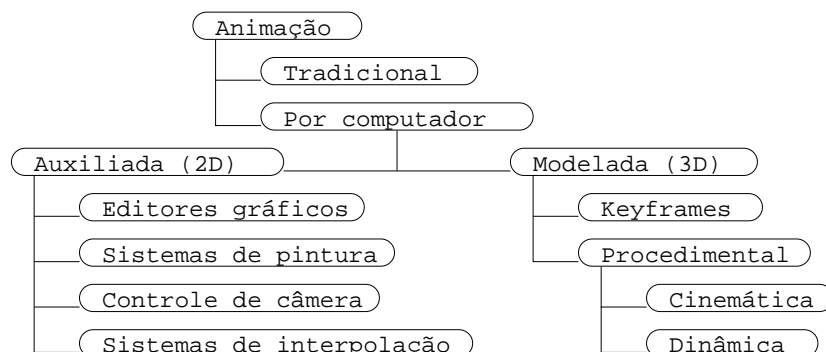 Animação
Tradicional
Por computador
Auxiliada (2D)
Editores gráficos
Sistemas de pintura
Controle de câmera
Sistemas de interpolação
Modelada (3D)
Keyframes
Procedimental
Cinemática
Dinâmica